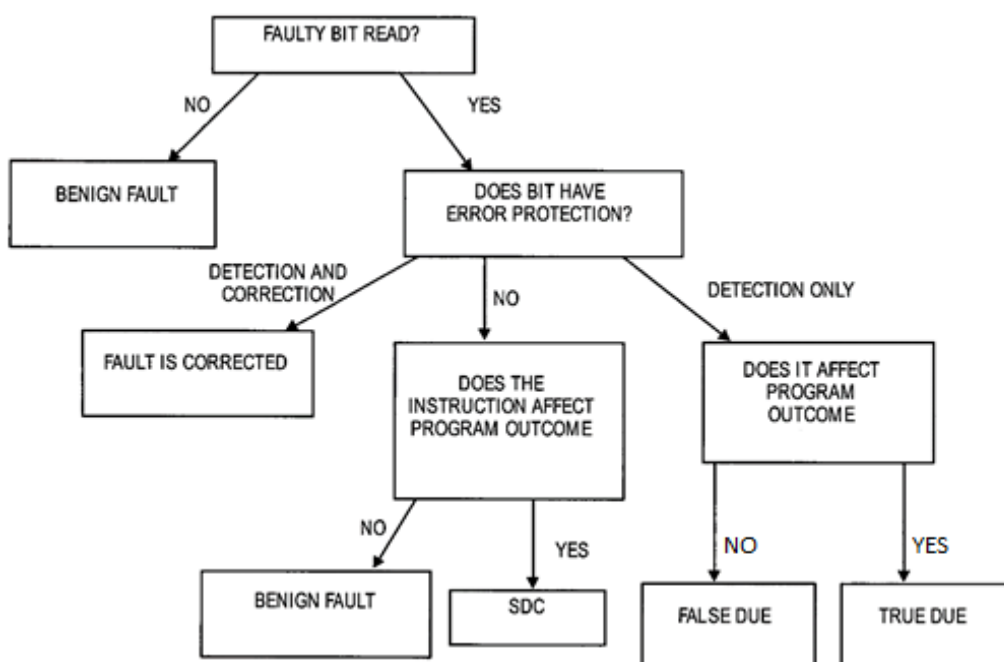 FAULTY BIT READ?
NO
YES
BENIGN FAULT
DOES BIT HAVE
ERROR PROTECTION?
DETECTION AND
CORRECTION
NO
DETECTION ONLY
FAULT IS CORRECTED
DOES THE
INSTRUCTION AFFECT
PROGRAM OUTCOME
DOES IT AFFECT
PROGRAM
OUTCOME
NO
YES
NO
YES
BENIGN FAULT
SDC
FALSE DUE
TRUE DUE